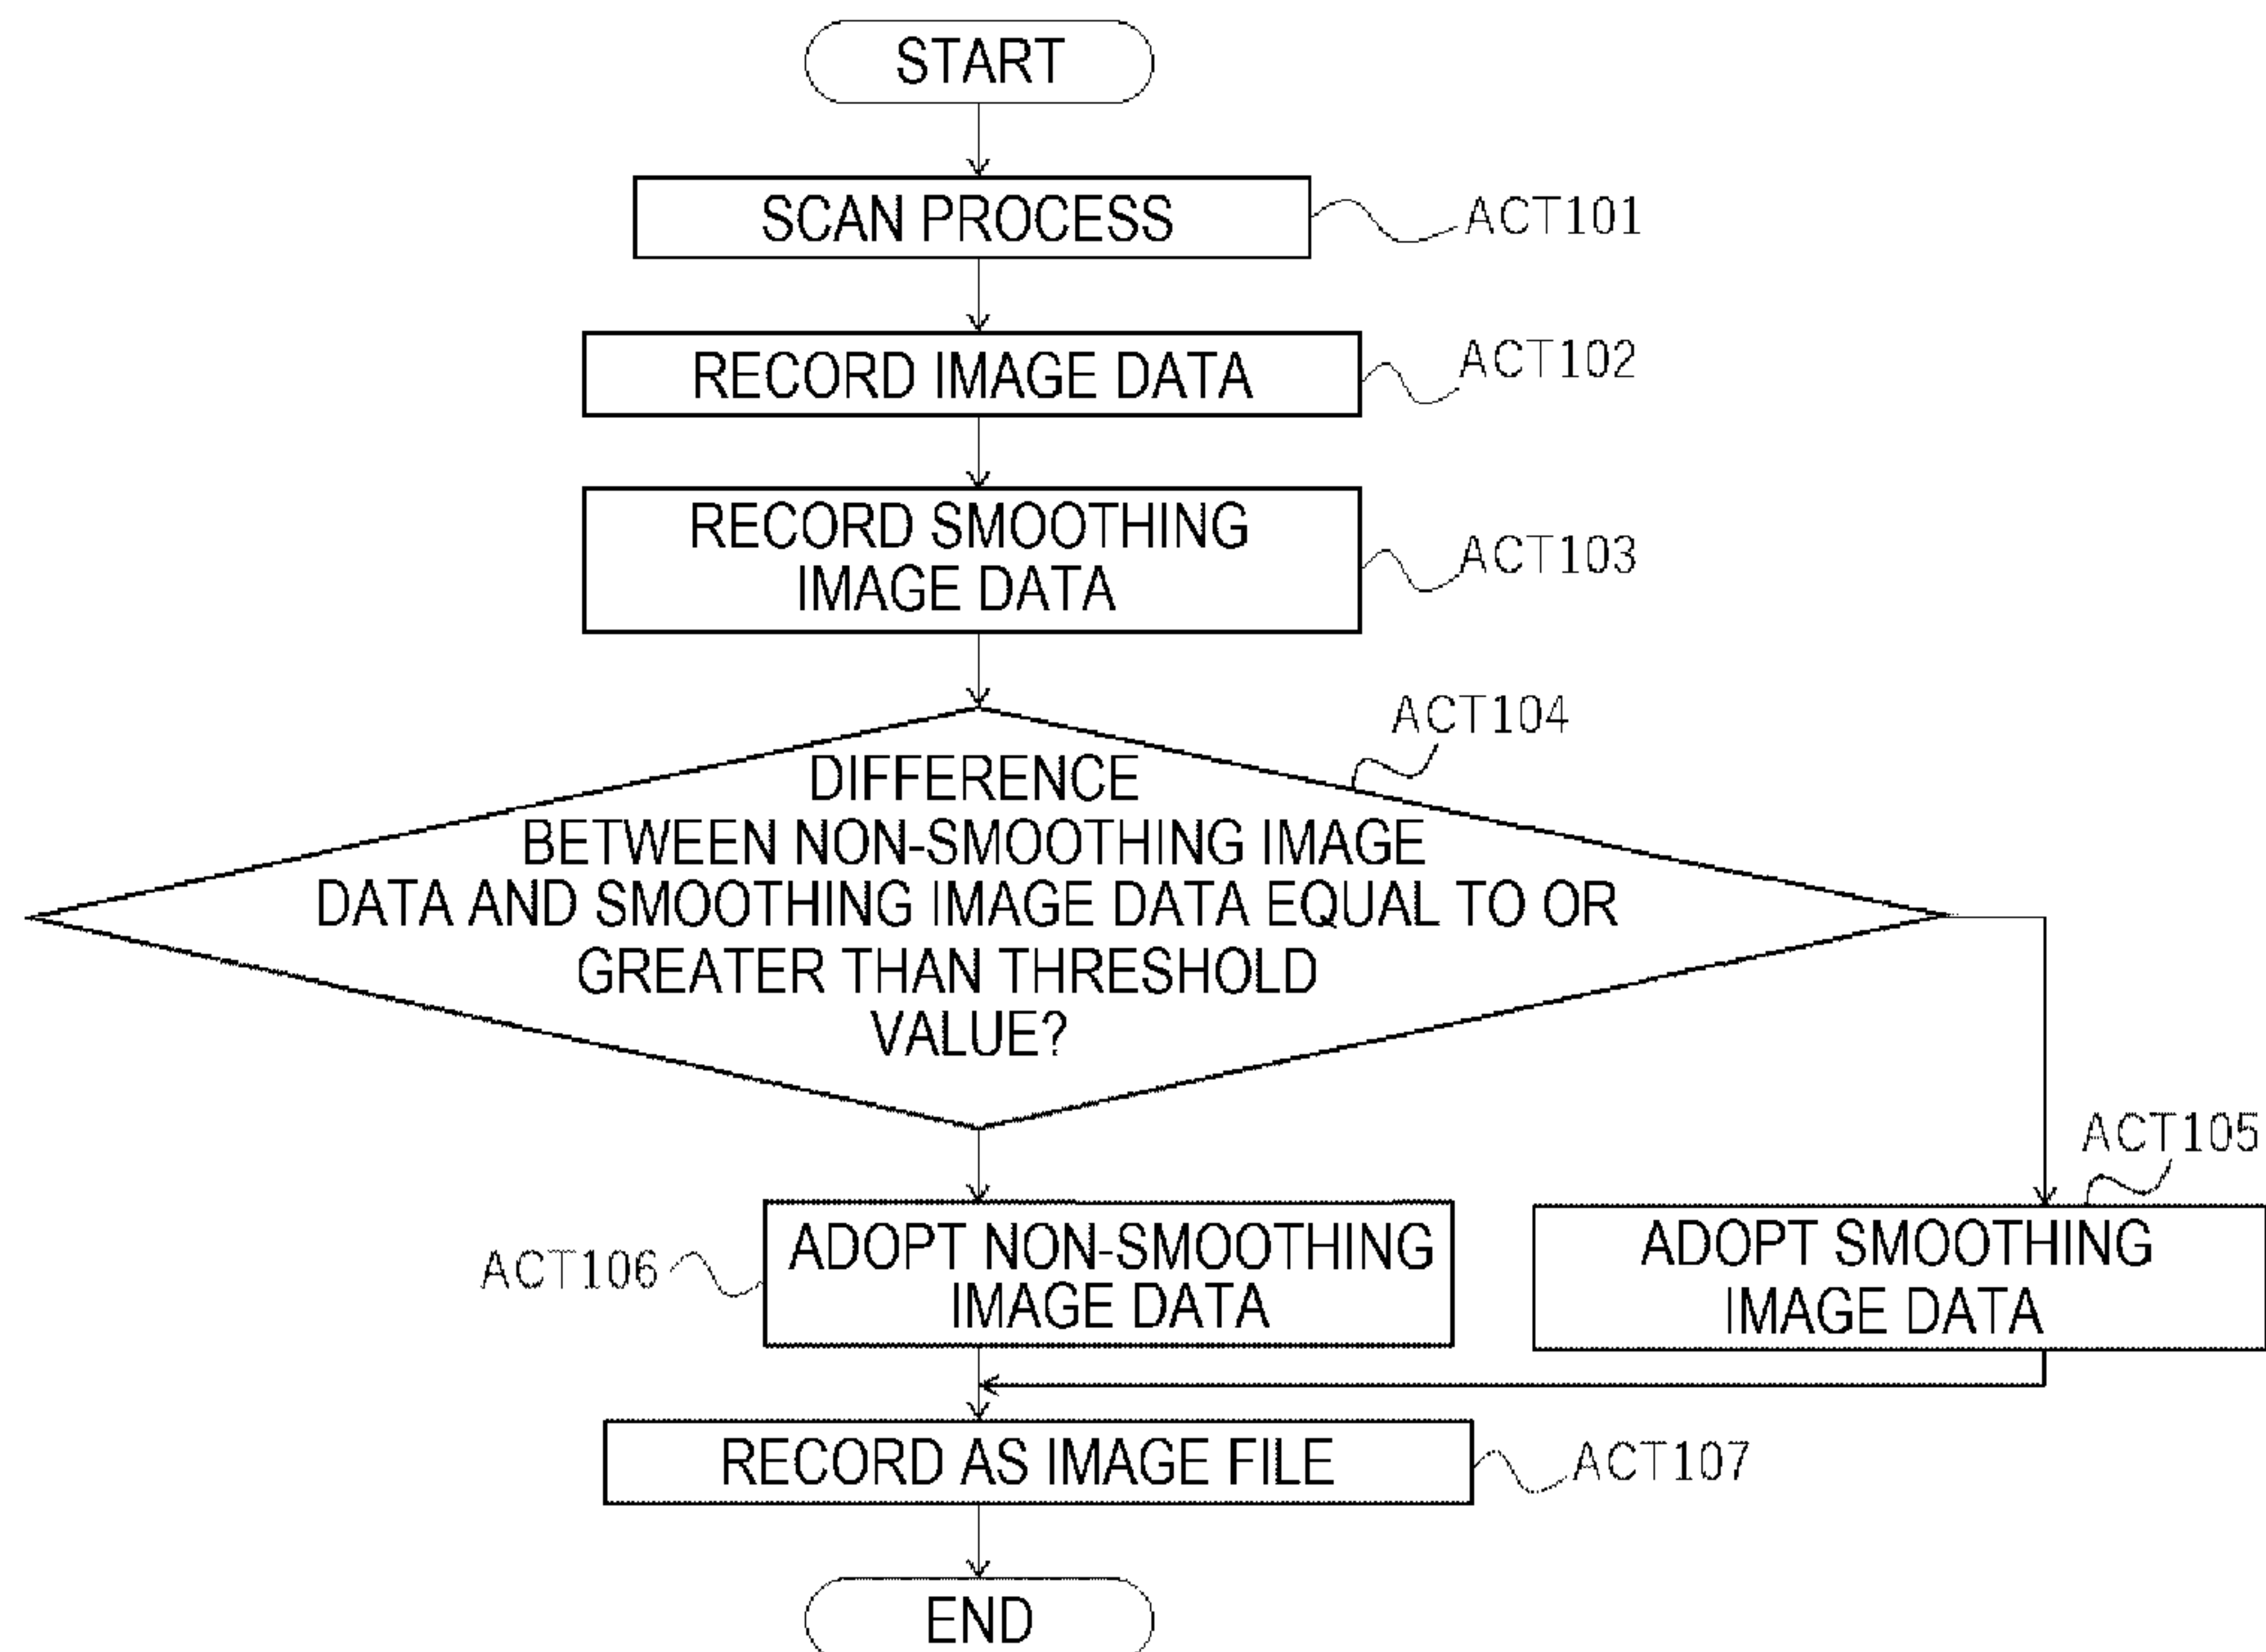 START
SCAN PROCESS
ACT101
RECORD IMAGE DATA
ACT102
RECORD SMOOTHING
IMAGE DATA
ACT103
ACT104
DIFFERENCE
BETWEEN NON-SMOOTHING IMAGE
DATA AND SMOOTHING IMAGE DATA EQUAL TO OR
GREATER THAN THRESHOLD
VALUE?
ACT105
ACT106
ADOPT NON-SMOOTHING
IMAGE DATA
ADOPT SMOOTHING
IMAGE DATA
RECORD AS IMAGE FILE
ACT107
END